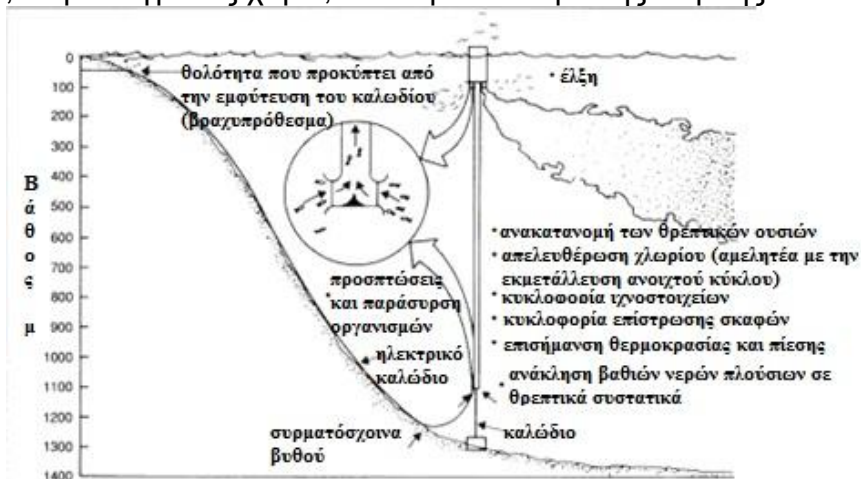 0
100
200
300
400
500
600
700
800
900
1000
1100
1200
1300
1400
Βάθος μ
θολότητα που προκύπτει από
την εμφύτευση του καλωδίου
(βραχυπρόθεσμα)
* έλξη
* ανακατανομή των θρεπτικών ουσιών
* απελευθέρωση χλωρίου (αμελητέα με την
εκμετάλλευση ανοιχτού κύκλου)
* κυκλοφορία ιχνοστοιχείων
* κυκλοφορία επίστρωσης σκαφών
* επισήμανση θερμοκρασίας και πίεσης
* ανάκληση βαθιών νερών πλούσιων σε
θρεπτικά συστατικά
προσπτώσεις
* και παράσυρση
οργανισμών
ηλεκτρικό
καλώδιο
συρματόσχοινα
βυθού
καλώδιο